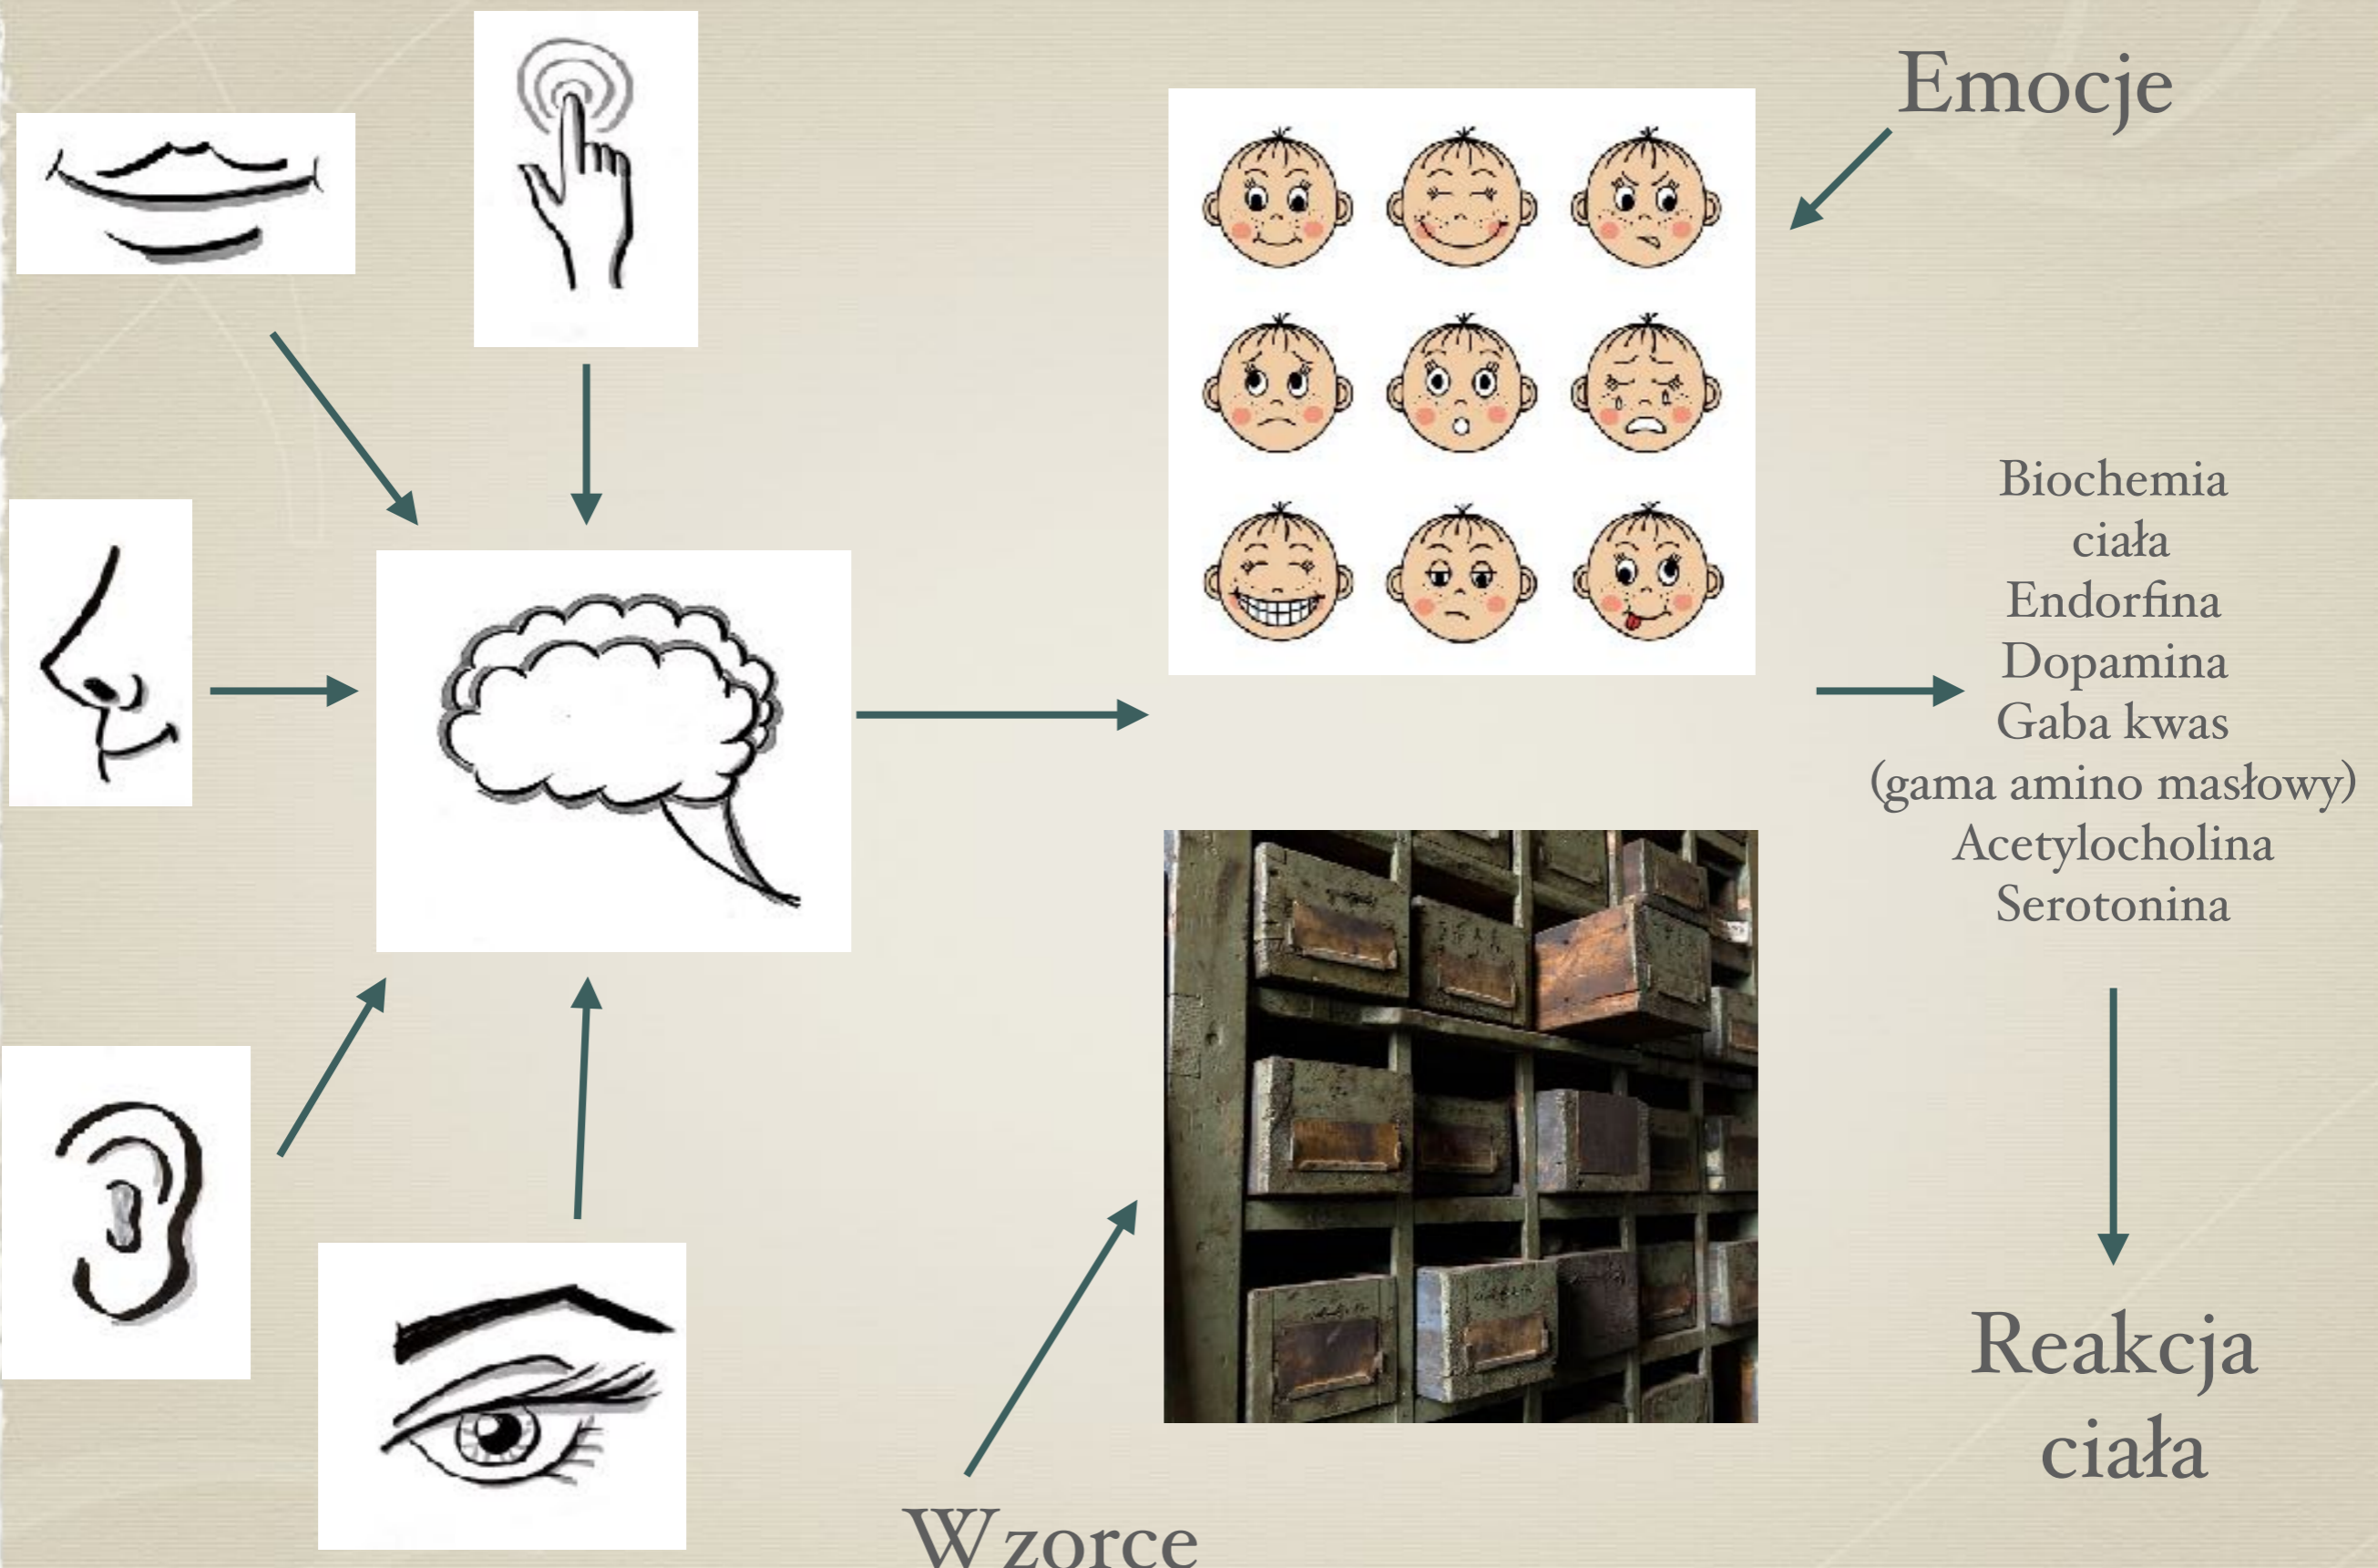 Emocje
Biochemia
ciała
Endorfina
Dopamina
Gaba kwas
(gama amino masłowy)
Acetylocholina
Serotonina
Reakcja
ciała
Wzorce